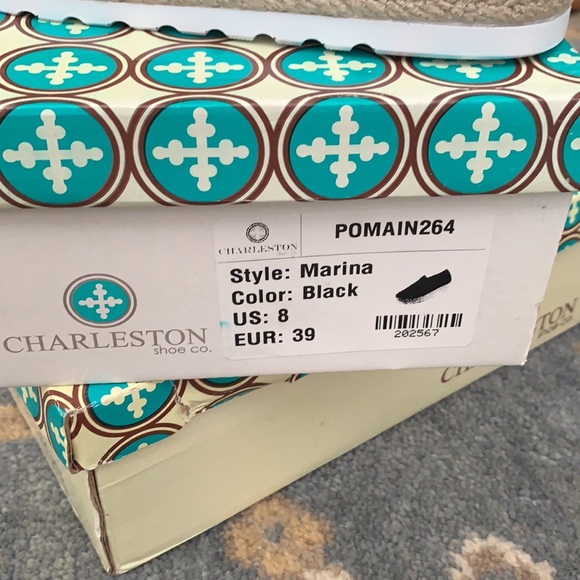 CHARLESTON
POMAIN264
Style: Marina
Color: Black
US: 8
EUR: 39
202567
CHARLESTON
shoe co.